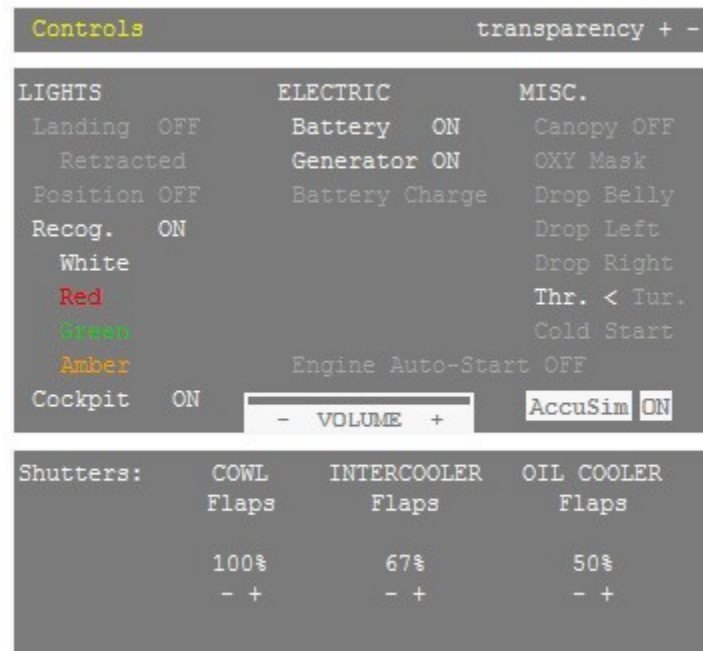 Controls transparency + -
LIGHTS ELECTRIC MISC.
Landing OFF Battery ON Canopy OFF
Retracted Generator ON OXY Mask
Position OFF Battery Charge Drop Belly
Recog. ON Drop Left
White Drop Right
Red Thr. < Tur.
Green Cold Start
Amber Engine Auto-Start OFF
Cockpit ON - VOLUME + AccuSim ON
Shutters: COWL INTERCOOLER OIL COOLER
Flaps Flaps Flaps
100% 67% 50%
- + - + - +